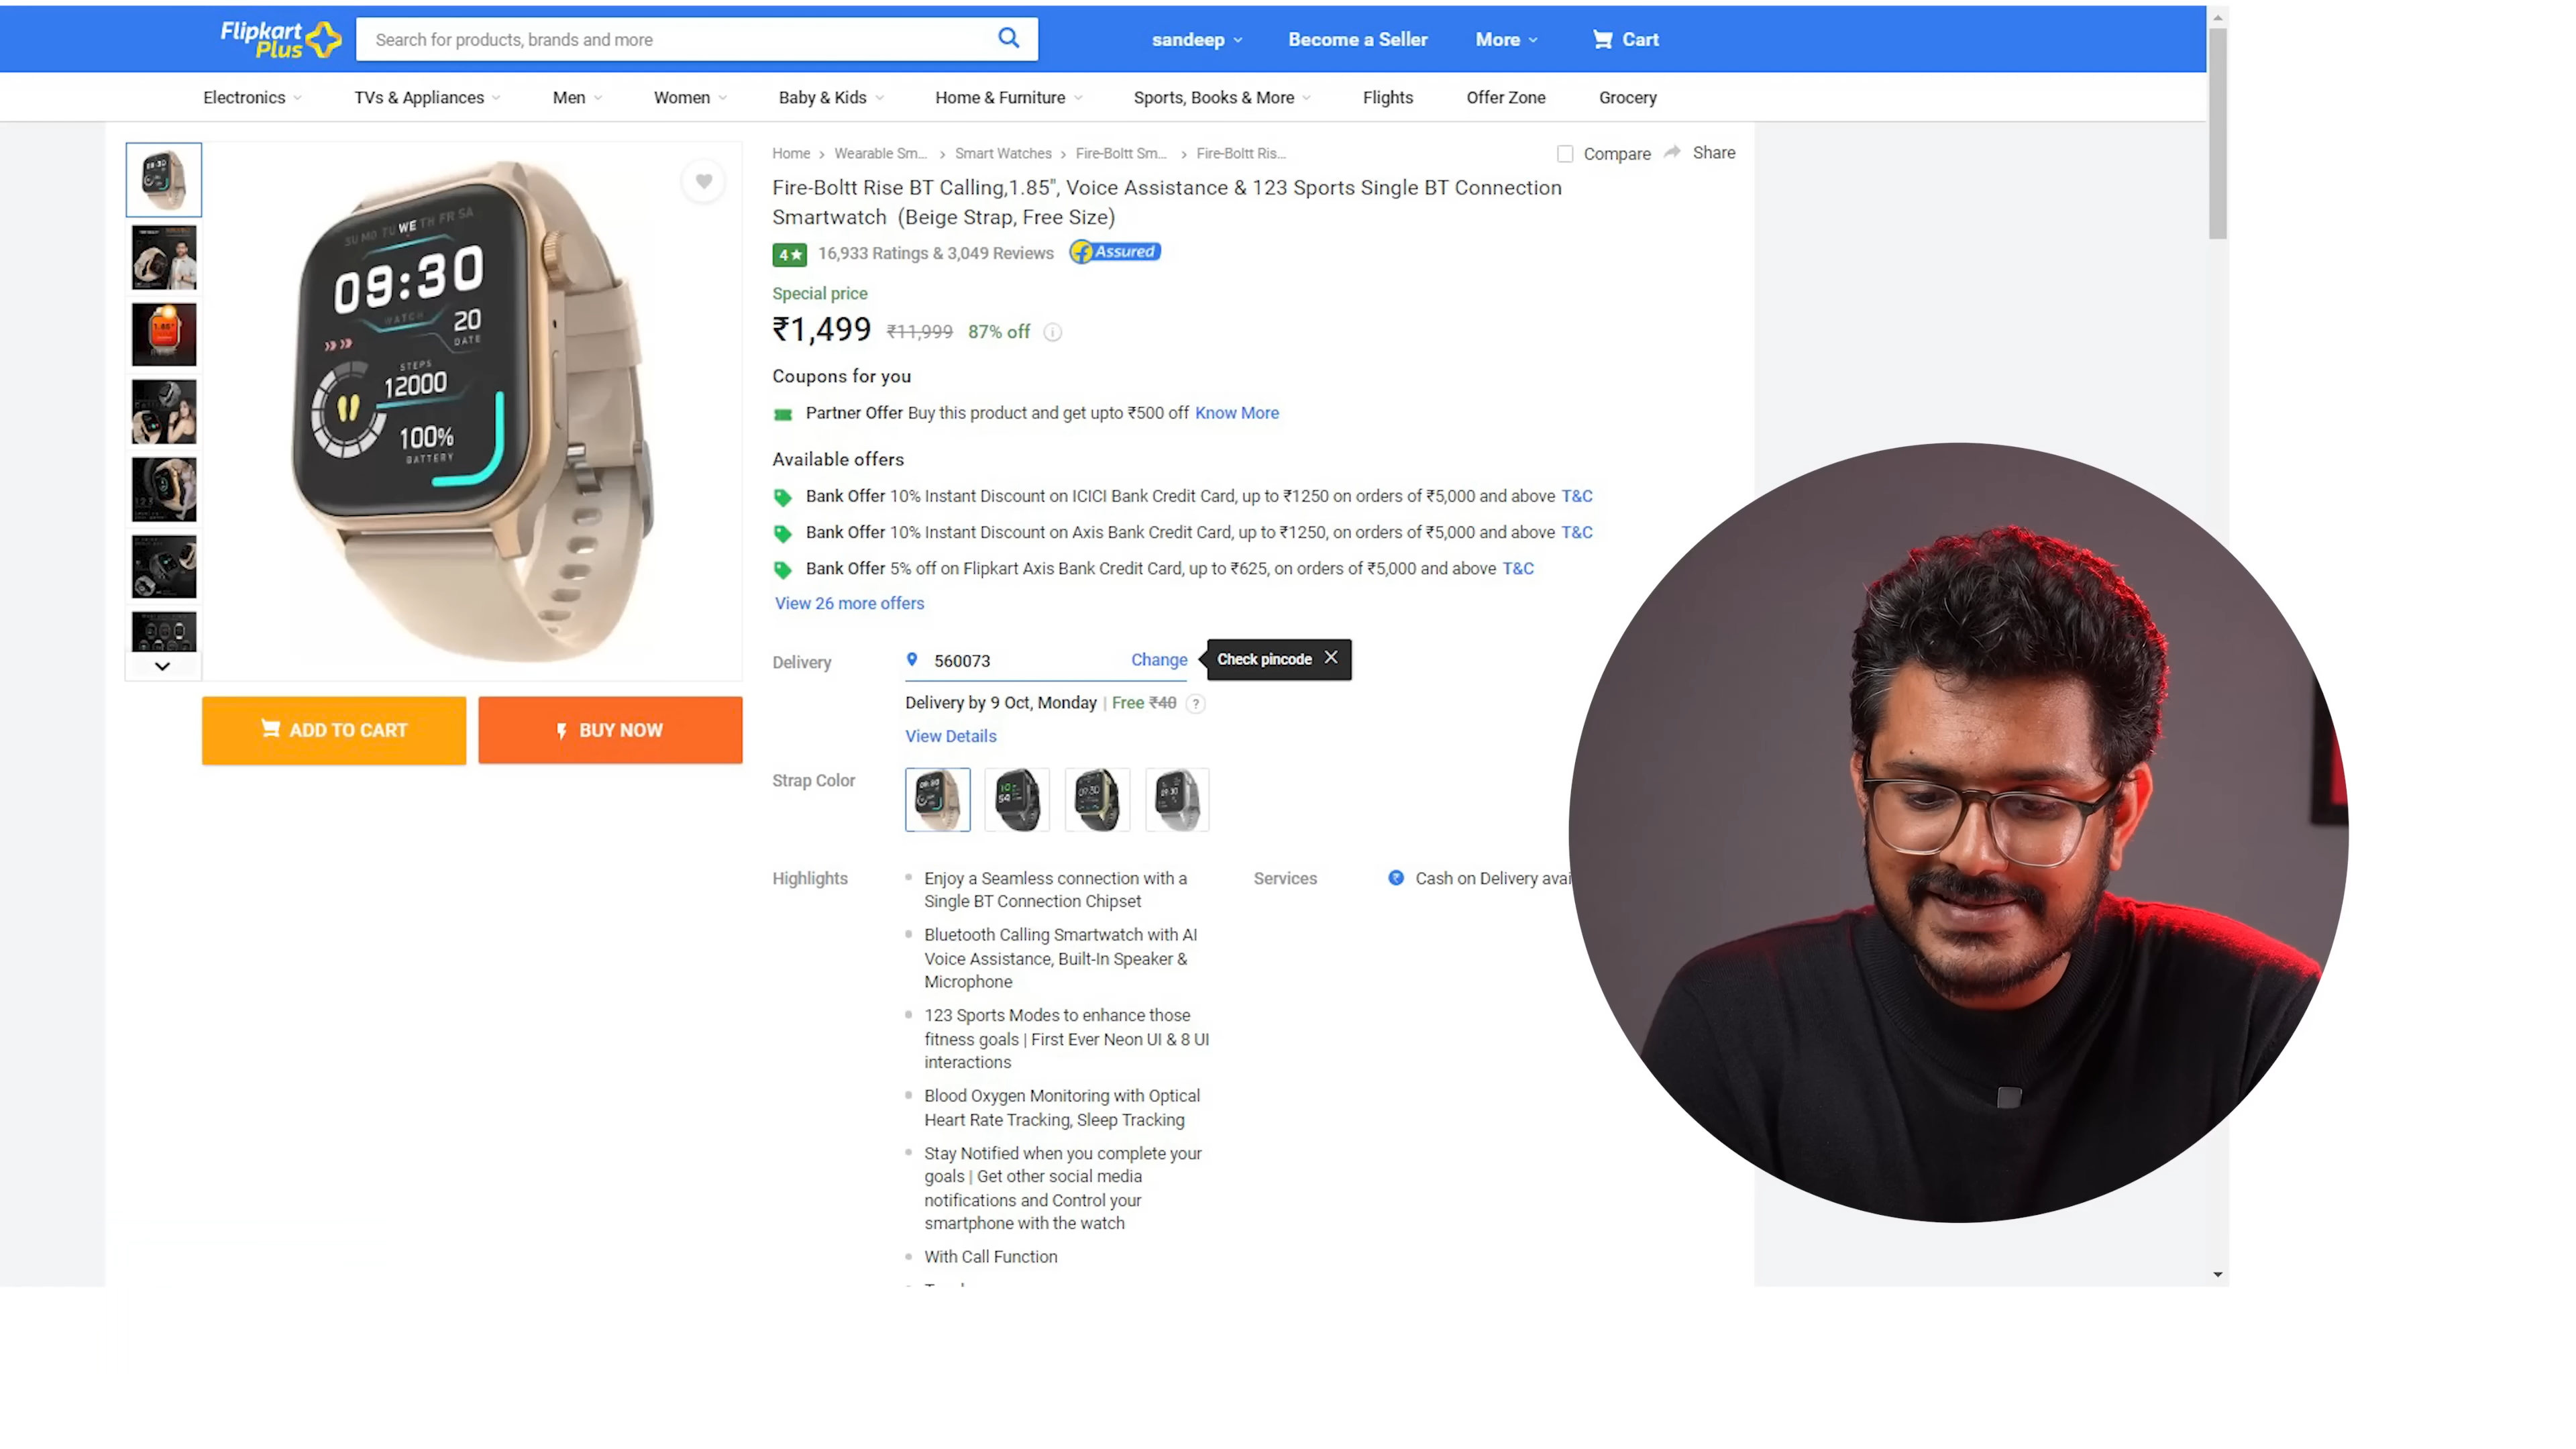 Flipkart
Plus
Search for products, brands and more
sandeep
Become a Seller
More
Cart
Electronics
TVs & Appliances
Men
Women
Baby & Kids
Home & Furniture
Sports, Books & More
Flights
Offer Zone
Grocery
Home
Wearable Sm...
Smart Watches
Fire-Boltt Sm...
Fire-Boltt Ris...
Compare
Share
Fire-Boltt Rise BT Calling,1.85", Voice Assistance & 123 Sports Single BT Connection
Smartwatch (Beige Strap, Free Size)
4★ 16,933 Ratings & 3,049 Reviews
Assured
Special price
₹1,499 ₹11,999 87% off
Coupons for you
Partner Offer Buy this product and get upto ₹500 off Know More
Available offers
Bank Offer 10% Instant Discount on ICICI Bank Credit Card, up to ₹1250 on orders of ₹5,000 and above T&C
Bank Offer 10% Instant Discount on Axis Bank Credit Card, up to ₹1250, on orders of ₹5,000 and above T&C
Bank Offer 5% off on Flipkart Axis Bank Credit Card, up to ₹625, on orders of ₹5,000 and above T&C
View 26 more offers
SU MO TU WE TH FR SA
09:30
WATCH
20
DATE
STEPS
12000
100%
BATTERY
ADD TO CART
BUY NOW
Delivery
560073
Change
Check pincode
Delivery by 9 Oct, Monday | Free ₹40 ?
View Details
Strap Color
Highlights
Enjoy a Seamless connection with a
Single BT Connection Chipset
Bluetooth Calling Smartwatch with AI
Voice Assistance, Built-In Speaker &
Microphone
123 Sports Modes to enhance those
fitness goals | First Ever Neon UI & 8 UI
interactions
Blood Oxygen Monitoring with Optical
Heart Rate Tracking, Sleep Tracking
Stay Notified when you complete your
goals | Get other social media
notifications and Control your
smartphone with the watch
With Call Function
Services
Cash on Delivery avai